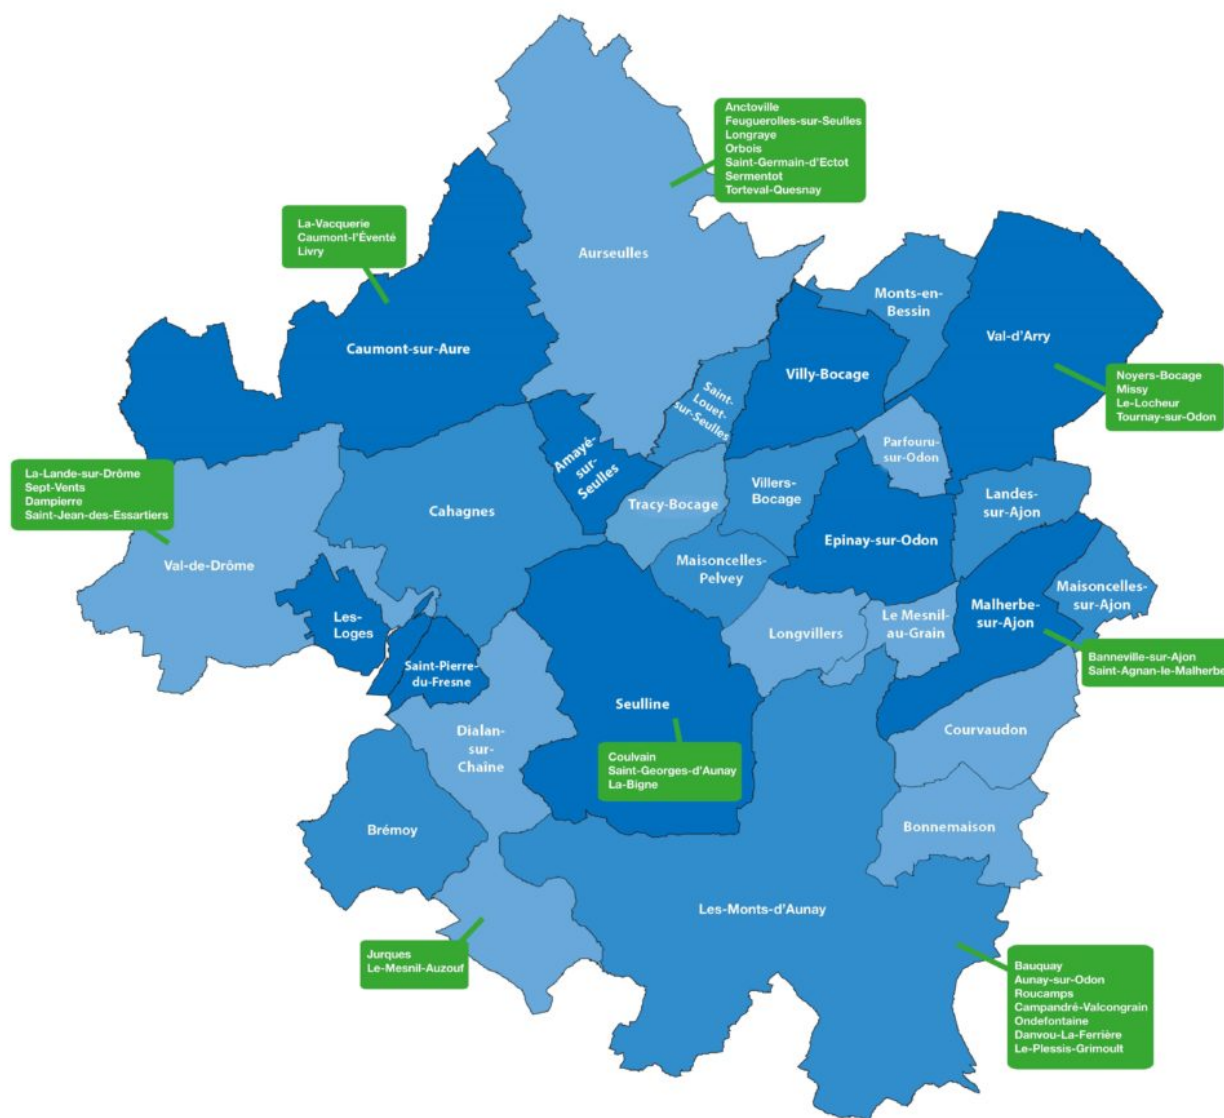 Anctoville
Feuguerolles-sur-Seulles
Longraye
Orbois
Saint-Germain-d'Ectot
Sermentot
Torteval-Quesnay
La-Vacquerie
Caumont-l'Éventé
Livry
Aurseulles
Monts-en-
Bessin
Val-d'Arry
Caumont-sur-Aure
Villy-Bocage
Noyers-Bocage
Missy
Le-Locheur
Tournay-sur-Odon
Saint-
Louet-
sur-Seulles
Parfouru-
sur-Odon
Amayé-
sur-
Seulles
La-Lande-sur-Drôme
Sept-Vents
Dampierre
Saint-Jean-des-Essartiers
Cahagnes
Tracy-Bocage
Villers-
Bocage
Landes-
sur-Ajon
Epinay-sur-Odon
Val-de-Drôme
Maisoncelles-
Pelvey
Maisoncelles-
sur-Ajon
Les-
Loges
Longvillers
Le Mesnil-
au-Grain
Malherbe-
sur-Ajon
Banneville-sur-Ajon
Saint-Agnan-le-Malherbe
Saint-Pierre-
du-Fresne
Seulline
Dialan-
sur-
Chaîne
Courvaudon
Coulvain
Saint-Georges-d'Aunay
La-Bigne
Brémoy
Bonnemaison
Les-Monts-d'Aunay
Jurques
Le-Mesnil-Auzouf
Bauquay
Aunay-sur-Odon
Roucamps
Campandré-Valcongrain
Ondefontaine
Danvou-La-Ferrière
Le-Plessis-Grimoult